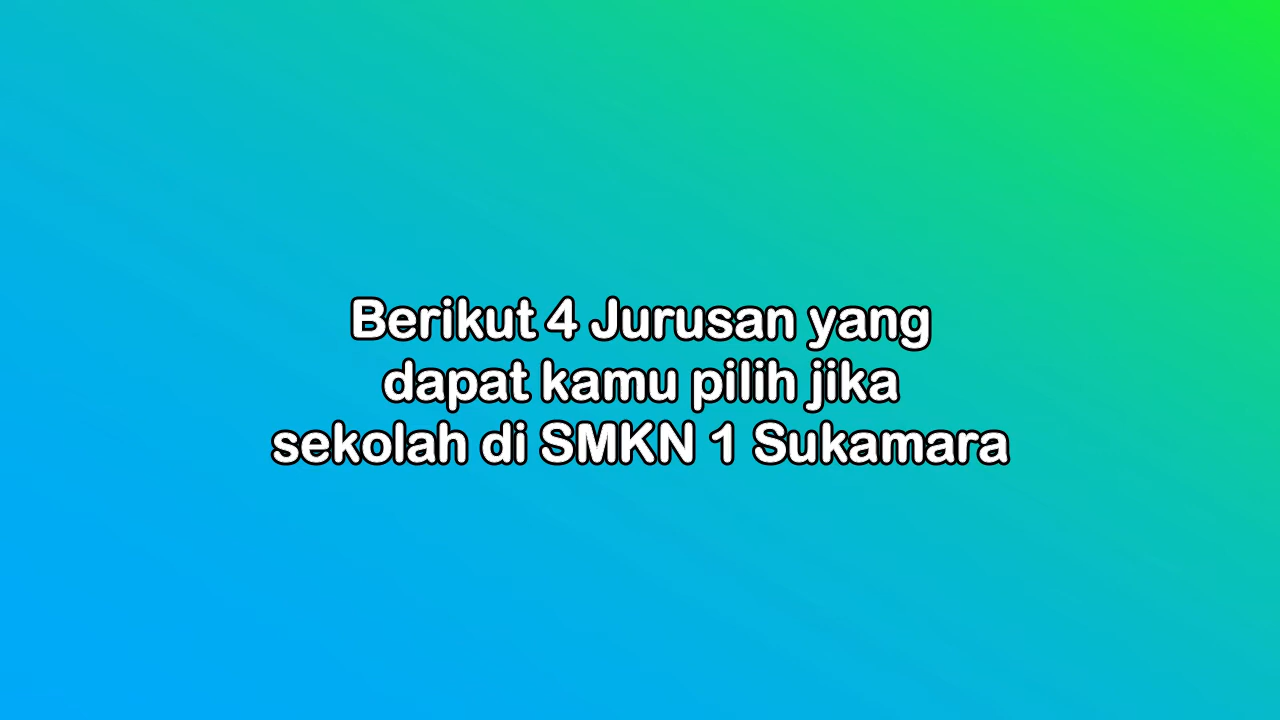 Berikut 4 Jurusan yang
dapat kamu pilih jika
sekolah di SMKN 1 Sukamara